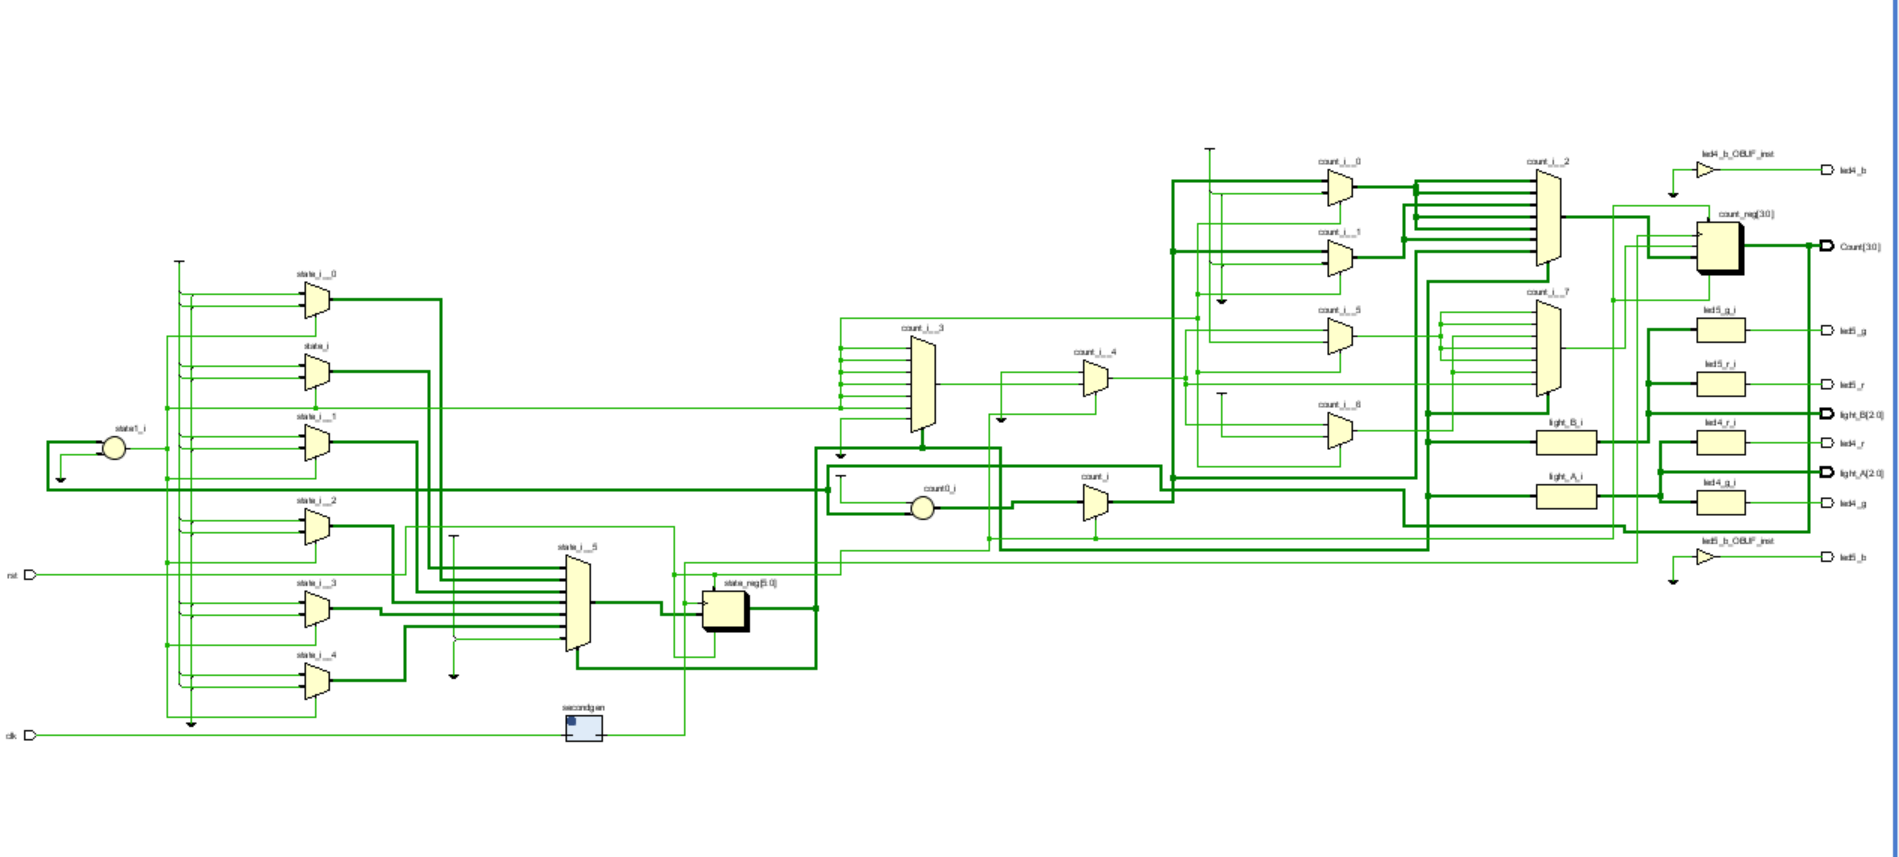 led4_b_OBUF_inst
count_i__0
count_i__2
led4_b
count_reg[3:0]
count_i__1
Count[3:0]
state_i__0
count_i__7
count_i__5
led5_g_i
count_i__3
led5_g
state_i
count_i__4
led5_r_i
led5_r
state_i__1
count_i__6
light_B[2:0]
state1_i
light_B_i
led4_r_i
led4_r
light_A[2:0]
count_i
light_A_i
led4_g_i
count0_i
state_i__2
led4_g
led5_b_OBUF_inst
state_i__5
led5_b
rst
state_i__3
state_reg[5:0]
state_i__4
secondgen
clk